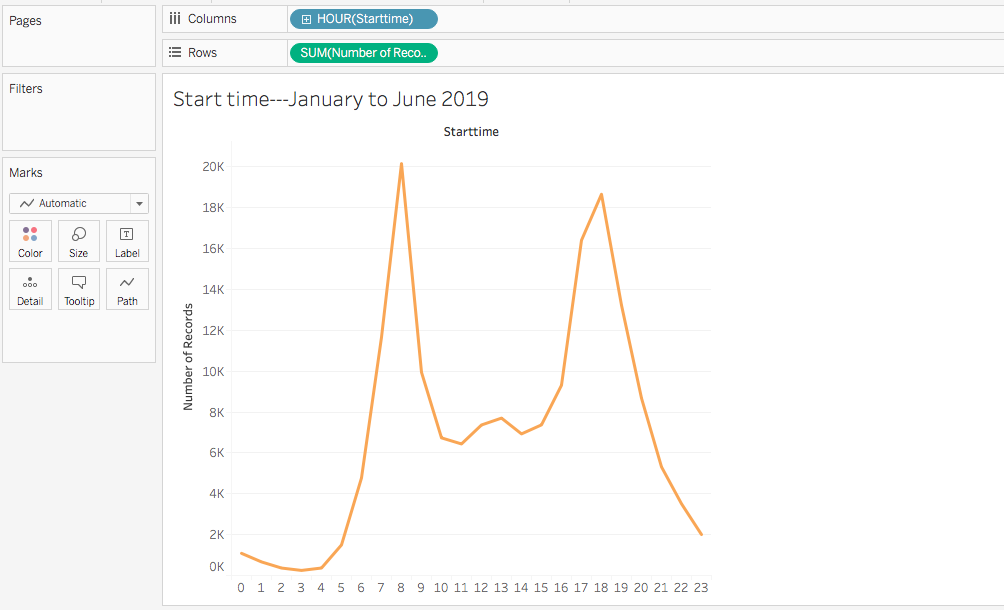 Pages
Columns
HOUR(Starttime)
Rows
SUM(Number of Reco..
Filters
Marks
Automatic
Color
Size
Label
Detail
Tooltip
Path
Start time---January to June 2019
Starttime
Number of Records
20K
18K
16K
14K
12K
10K
8K
6K
4K
2K
0K
0 1 2 3 4 5 6 7 8 9 10 11 12 13 14 15 16 17 18 19 20 21 22 23